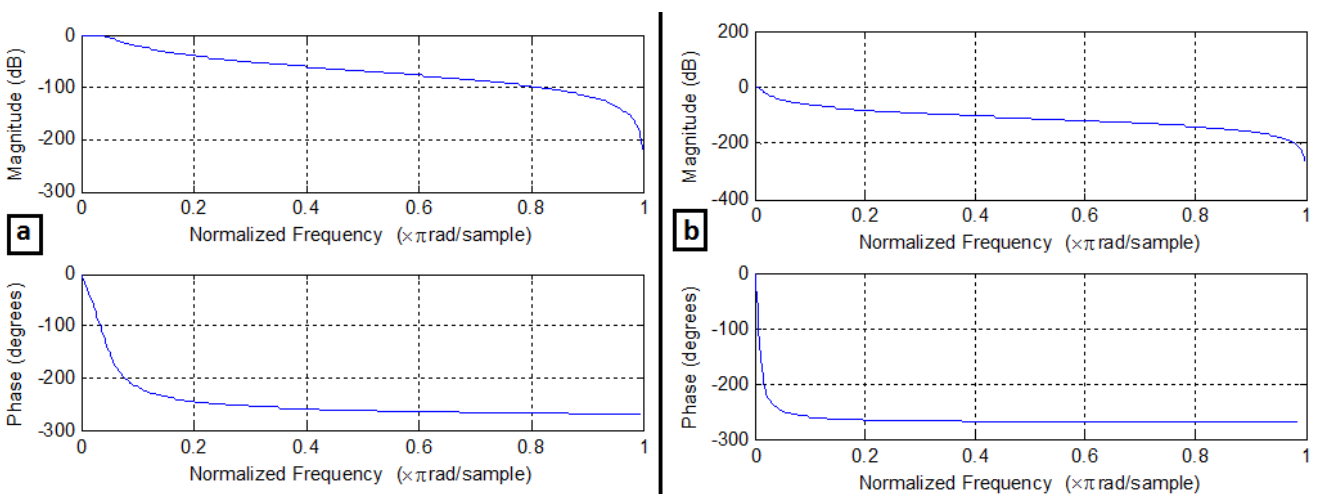 0
-100
-200
-300
Magnitude (dB)
0 0.2 0.4 0.6 0.8 1
Normalized Frequency (×π rad/sample)
a
0
-100
-200
-300
Phase (degrees)
0 0.2 0.4 0.6 0.8 1
Normalized Frequency (×π rad/sample)
200
0
-200
-400
Magnitude (dB)
0 0.2 0.4 0.6 0.8 1
Normalized Frequency (×π rad/sample)
b
0
-100
-200
-300
Phase (degrees)
0 0.2 0.4 0.6 0.8 1
Normalized Frequency (×π rad/sample)